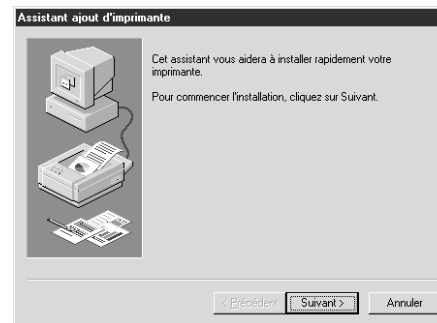 Assistant ajout d'imprimante
Cet assistant vous aidera à installer rapidement votre
imprimante.
Pour commencer l'installation, cliquez sur Suivant.
< Précédent
Suivant >
Annuler